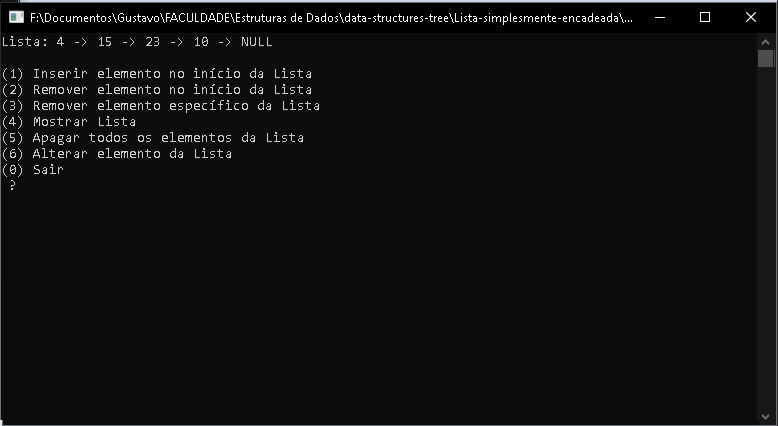 F:\Documentos\Gustavo\FACULDADE\Estruturas de Dados\data-structures-tree\Lista-simplesmente-encadeada\...
Lista: 4 -> 15 -> 23 -> 10 -> NULL
(1) Inserir elemento no início da Lista
(2) Remover elemento no início da Lista
(3) Remover elemento específico da Lista
(4) Mostrar Lista
(5) Apagar todos os elementos da Lista
(6) Alterar elemento da Lista
(0) Sair
?